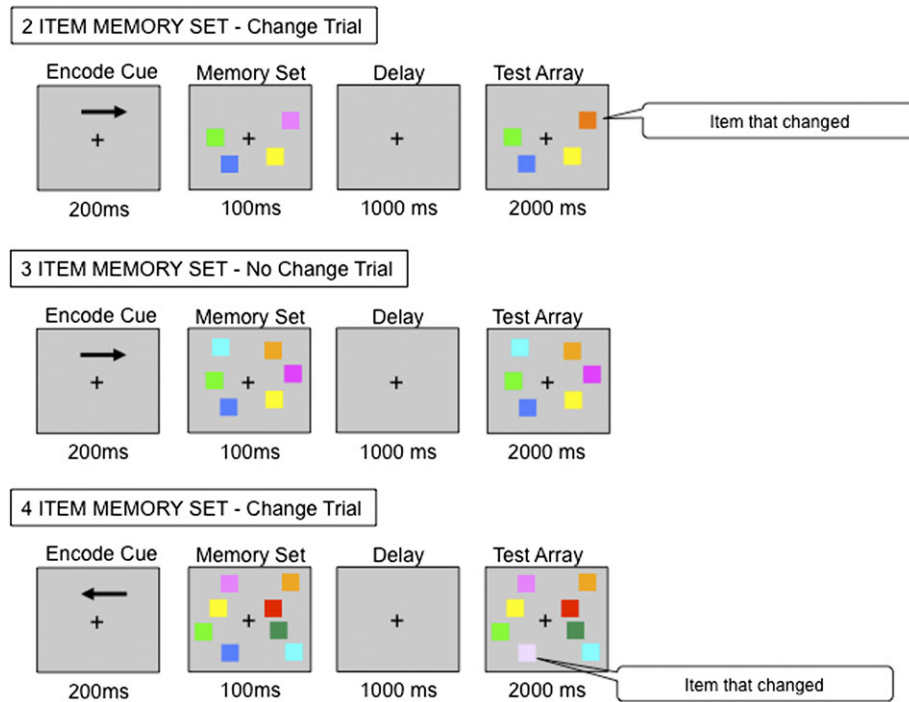 2 ITEM MEMORY SET - Change Trial
Encode Cue Memory Set Delay Test Array
Item that changed
200ms 100ms 1000 ms 2000 ms
3 ITEM MEMORY SET - No Change Trial
Encode Cue Memory Set Delay Test Array
200ms 100ms 1000 ms 2000 ms
4 ITEM MEMORY SET - Change Trial
Encode Cue Memory Set Delay Test Array
200ms 100ms 1000 ms 2000 ms
Item that changed